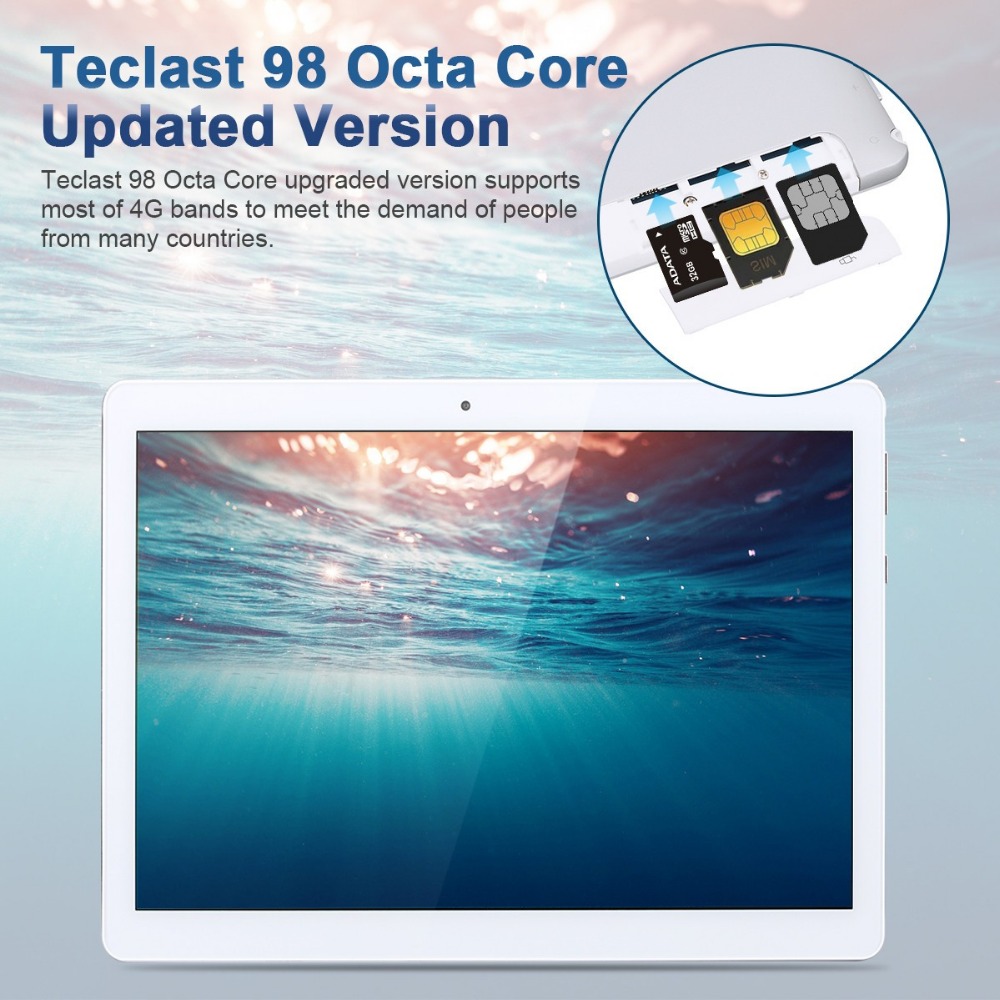 Teclast 98 Octa Core
Updated Version
Teclast 98 Octa Core upgraded version supports
most of 4G bands to meet the demand of people
from many countries.
ADATA
32GB
micro
SIM